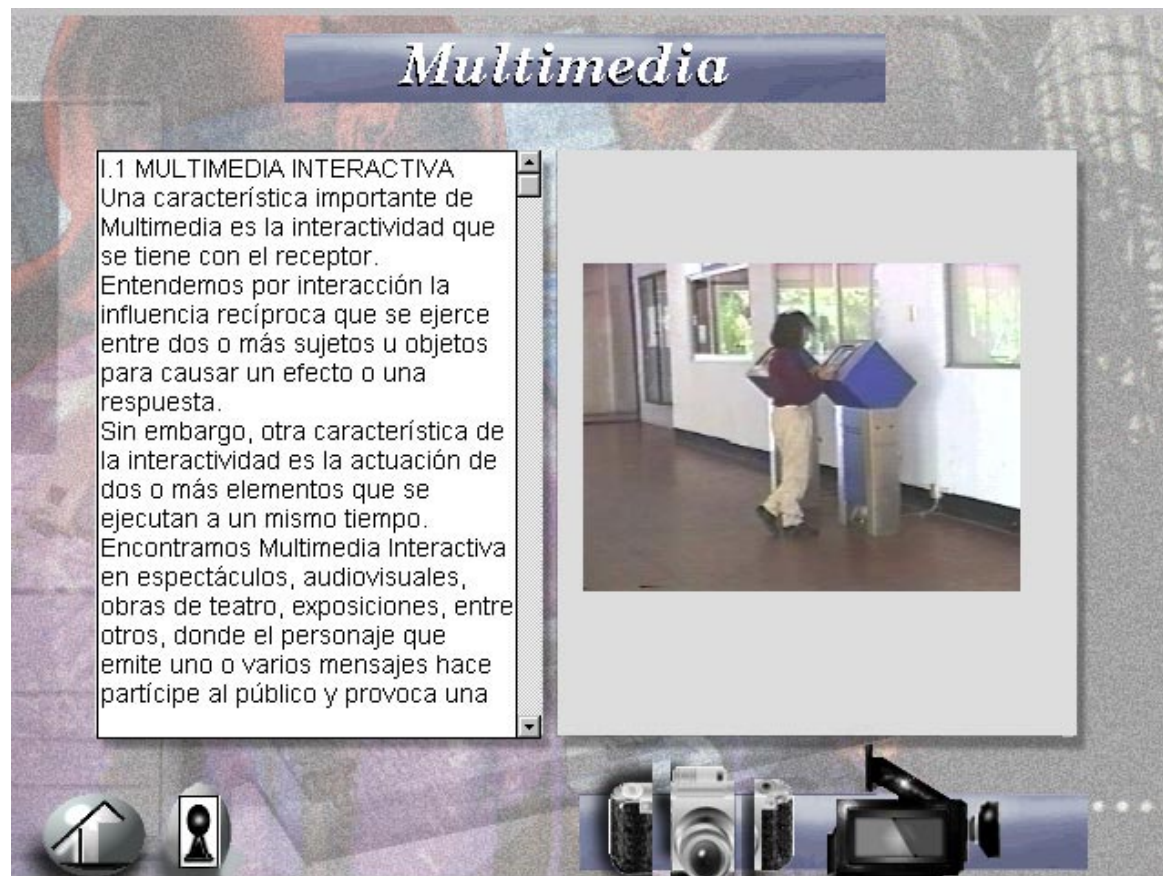 Multimedia
I.1 MULTIMEDIA INTERACTIVA
Una característica importante de
Multimedia es la interactividad que
se tiene con el receptor.
Entendemos por interacción la
influencia recíproca que se ejerce
entre dos o más sujetos u objetos
para causar un efecto o una
respuesta.
Sin embargo, otra característica de
la interactividad es la actuación de
dos o más elementos que se
ejecutan a un mismo tiempo.
Encontramos Multimedia Interactiva
en espectáculos, audiovisuales,
obras de teatro, exposiciones, entre
otros, donde el personaje que
emite uno o varios mensajes hace
partícipe al público y provoca una